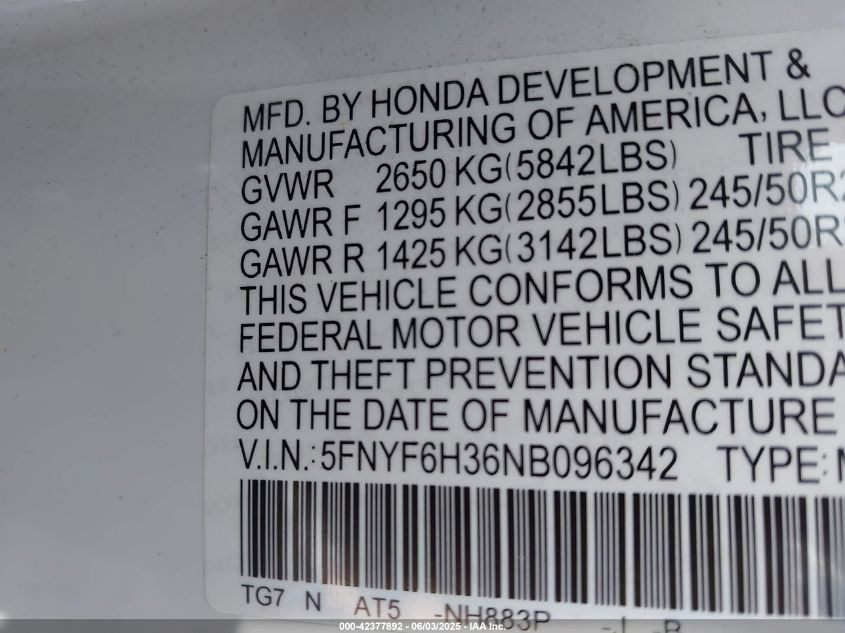 MFD. BY HONDA DEVELOPMENT &
MANUFACTURING OF AMERICA, LLC
GVWR 2650 KG(5842LBS) TIRE
GAWR F 1295 KG(2855LBS) 245/50R2
GAWR R 1425 KG(3142LBS) 245/50R
THIS VEHICLE CONFORMS TO ALL
FEDERAL MOTOR VEHICLE SAFET
AND THEFT PREVENTION STANDA
ON THE DATE OF MANUFACTURE
V.I.N.:5FNYF6H36NB096342 TYPE:M
TG7 N AT5 -NH883P -J -B
000-42377892 - 06/03/2025 - IAA, Inc.